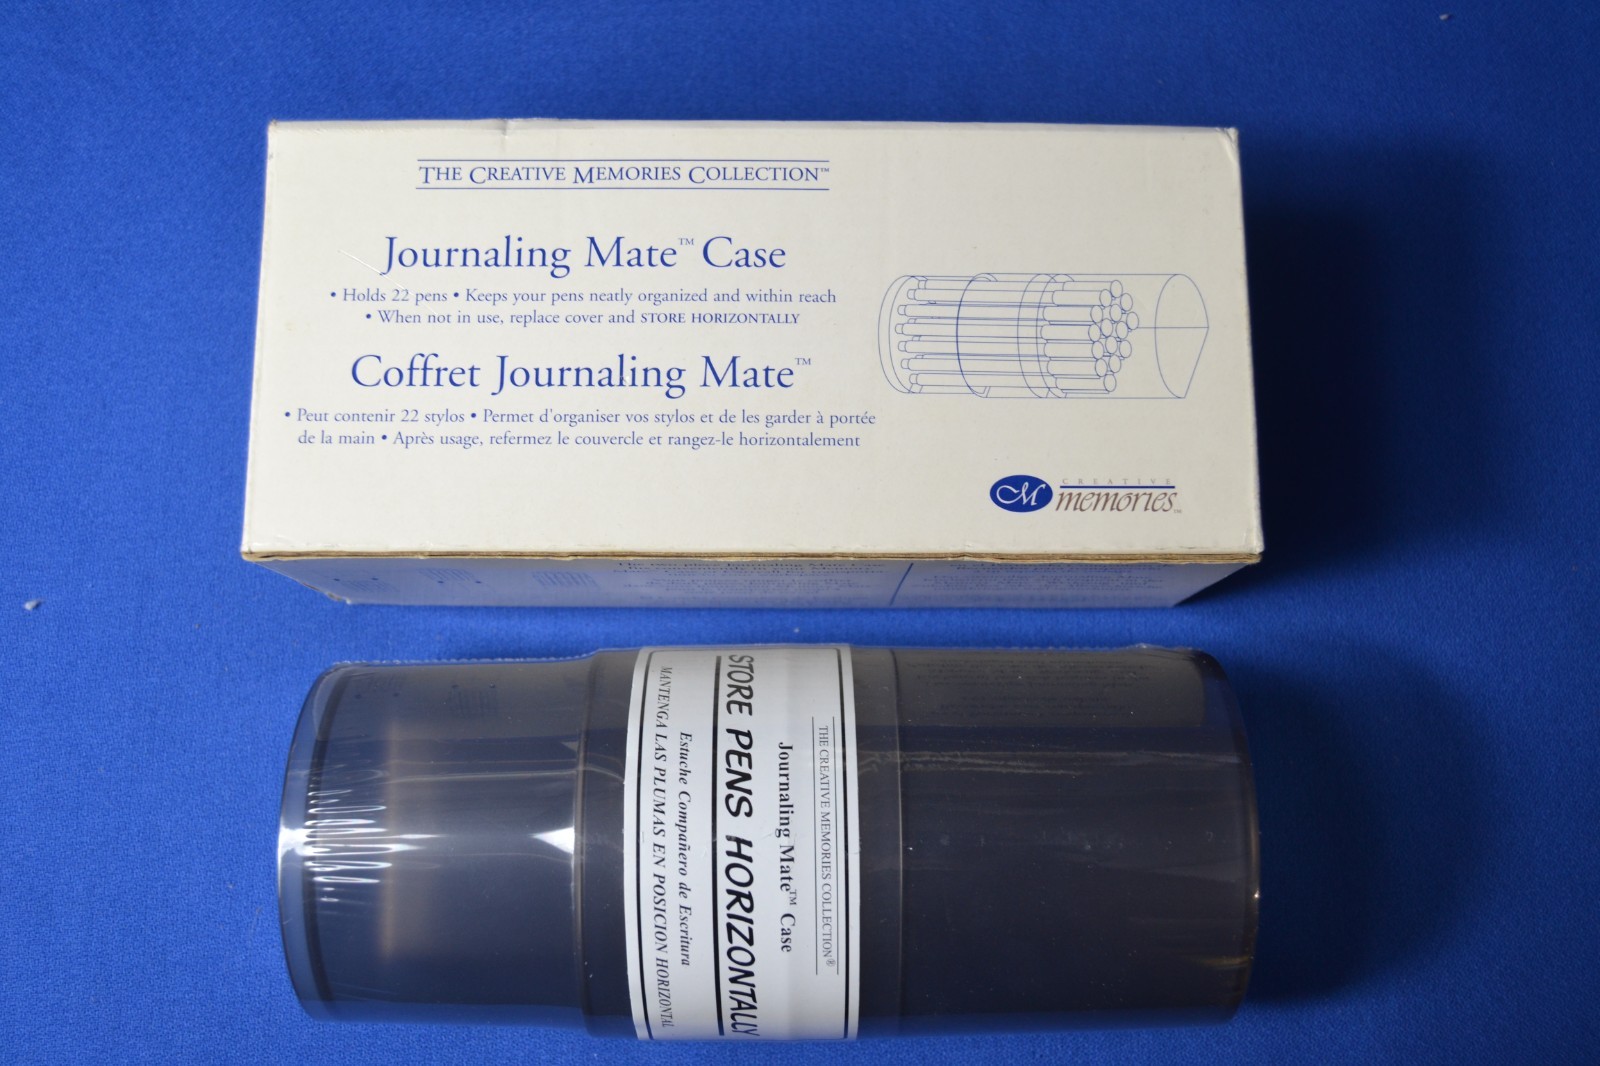 THE CREATIVE MEMORIES COLLECTION™
Journaling Mate™ Case
• Holds 22 pens • Keeps your pens neatly organized and within reach
• When not in use, replace cover and STORE HORIZONTALLY
Coffret Journaling Mate™
• Peut contenir 22 stylos • Permet d'organiser vos stylos et de les garder à portée
de la main • Après usage, refermez le couvercle et rangez-le horizontalement
CM
CREATIVE
memories™
THE CREATIVE MEMORIES COLLECTION®
Journaling Mate™ Case
STORE PENS HORIZONTALLY
Estuche Compañero de Escritura
MANTENGA LAS PLUMAS EN POSICION HORIZONTAL